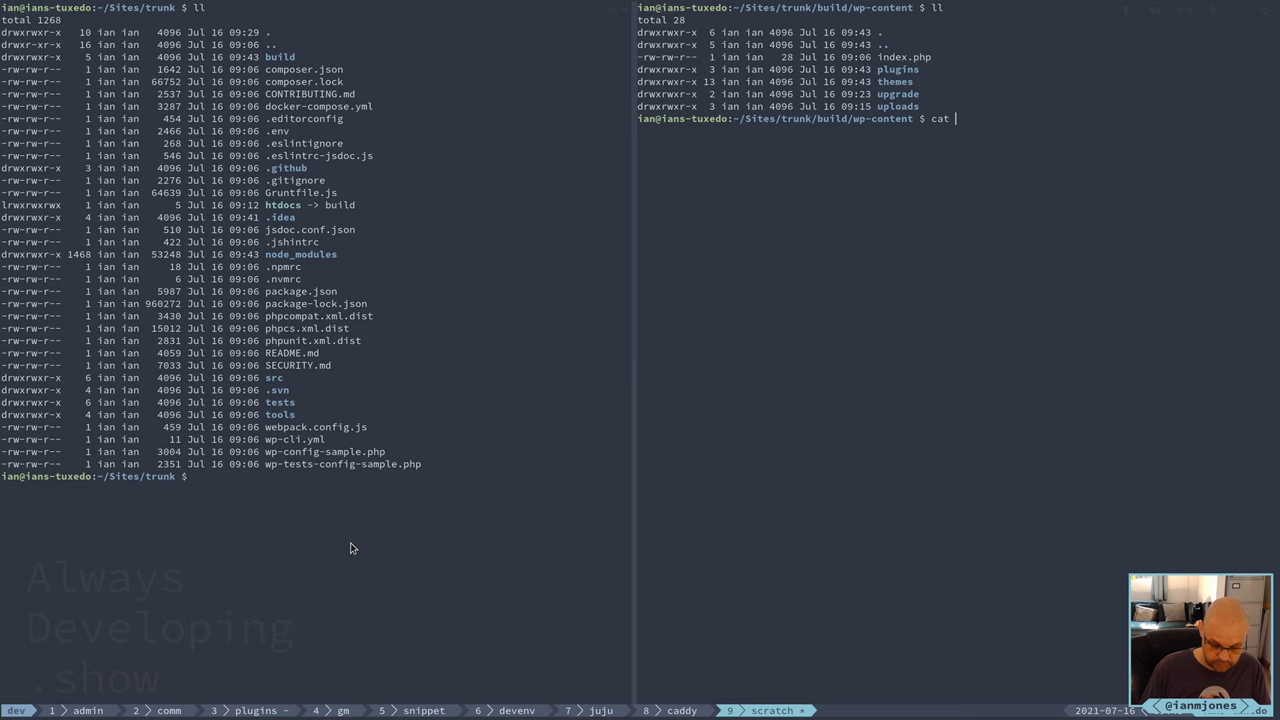 ian@ians-tuxedo:~/Sites/trunk $ ll
total 1268
drwxrwxr-x   10 ian ian   4096 Jul 16 09:29 .
drwxr-xr-x   16 ian ian   4096 Jul 16 09:06 ..
drwxrwxr-x    5 ian ian   4096 Jul 16 09:43 build
-rw-rw-r--    1 ian ian   1642 Jul 16 09:06 composer.json
-rw-rw-r--    1 ian ian  66752 Jul 16 09:06 composer.lock
-rw-rw-r--    1 ian ian   2537 Jul 16 09:06 CONTRIBUTING.md
-rw-rw-r--    1 ian ian   3287 Jul 16 09:06 docker-compose.yml
-rw-rw-r--    1 ian ian    454 Jul 16 09:06 .editorconfig
-rw-rw-r--    1 ian ian   2466 Jul 16 09:06 .env
-rw-rw-r--    1 ian ian    268 Jul 16 09:06 .eslintignore
-rw-rw-r--    1 ian ian    546 Jul 16 09:06 .eslintrc-jsdoc.js
drwxrwxr-x    3 ian ian   4096 Jul 16 09:06 .github
-rw-rw-r--    1 ian ian   2276 Jul 16 09:06 .gitignore
-rw-rw-r--    1 ian ian  64639 Jul 16 09:06 Gruntfile.js
lrwxrwxrwx    1 ian ian      5 Jul 16 09:12 htdocs -> build
drwxrwxr-x    4 ian ian   4096 Jul 16 09:41 .idea
-rw-rw-r--    1 ian ian    510 Jul 16 09:06 jsdoc.conf.json
-rw-rw-r--    1 ian ian    422 Jul 16 09:06 .jshintrc
drwxrwxr-x 1468 ian ian  53248 Jul 16 09:43 node_modules
-rw-rw-r--    1 ian ian     18 Jul 16 09:06 .npmrc
-rw-rw-r--    1 ian ian      6 Jul 16 09:06 .nvmrc
-rw-rw-r--    1 ian ian   5987 Jul 16 09:06 package.json
-rw-rw-r--    1 ian ian 960272 Jul 16 09:06 package-lock.json
-rw-rw-r--    1 ian ian   3430 Jul 16 09:06 phpcompat.xml.dist
-rw-rw-r--    1 ian ian  15012 Jul 16 09:06 phpcs.xml.dist
-rw-rw-r--    1 ian ian   2831 Jul 16 09:06 phpunit.xml.dist
-rw-rw-r--    1 ian ian   4059 Jul 16 09:06 README.md
-rw-rw-r--    1 ian ian   7033 Jul 16 09:06 SECURITY.md
drwxrwxr-x    6 ian ian   4096 Jul 16 09:06 src
drwxrwxr-x    4 ian ian   4096 Jul 16 09:06 .svn
drwxrwxr-x    6 ian ian   4096 Jul 16 09:06 tests
drwxrwxr-x    4 ian ian   4096 Jul 16 09:06 tools
-rw-rw-r--    1 ian ian    459 Jul 16 09:06 webpack.config.js
-rw-rw-r--    1 ian ian     11 Jul 16 09:06 wp-cli.yml
-rw-rw-r--    1 ian ian   3004 Jul 16 09:06 wp-config-sample.php
-rw-rw-r--    1 ian ian   2351 Jul 16 09:06 wp-tests-config-sample.php
ian@ians-tuxedo:~/Sites/trunk $
Always
Developing
.show
ian@ians-tuxedo:~/Sites/trunk/build/wp-content $ ll
total 28
drwxrwxr-x  6 ian ian 4096 Jul 16 09:43 .
drwxrwxr-x  5 ian ian 4096 Jul 16 09:43 ..
-rw-rw-r--  1 ian ian   28 Jul 16 09:06 index.php
drwxrwxr-x  3 ian ian 4096 Jul 16 09:43 plugins
drwxrwxr-x 13 ian ian 4096 Jul 16 09:43 themes
drwxrwxr-x  2 ian ian 4096 Jul 16 09:23 upgrade
drwxrwxr-x  3 ian ian 4096 Jul 16 09:15 uploads
ian@ians-tuxedo:~/Sites/trunk/build/wp-content $ cat
@ianmjones
dev 1 admin 2 comm 3 plugins - 4 gm 5 snippet 6 devenv 7 juju 8 caddy 9 scratch * 2021-07-16